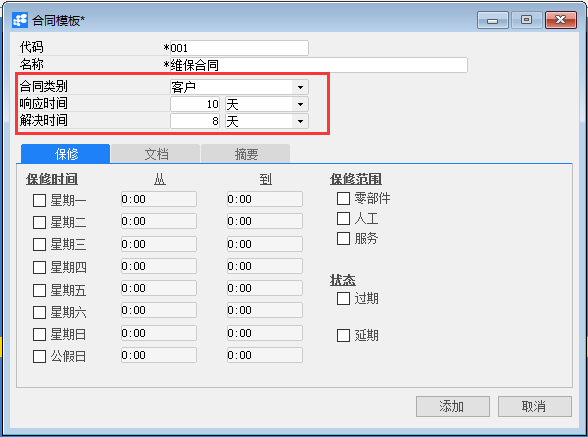 合同模板*
代码 *001
名称 *维保合同
合同类别 客户
响应时间 10 天
解决时间 8 天
保修 文档 摘要
保修时间 从 到 保修范围
星期一 0:00 0:00 零部件
星期二 0:00 0:00 人工
星期三 0:00 0:00 服务
星期四 0:00 0:00
状态
星期五 0:00 0:00 过期
星期六 0:00 0:00
星期日 0:00 0:00 延期
公假日 0:00 0:00
添加 取消